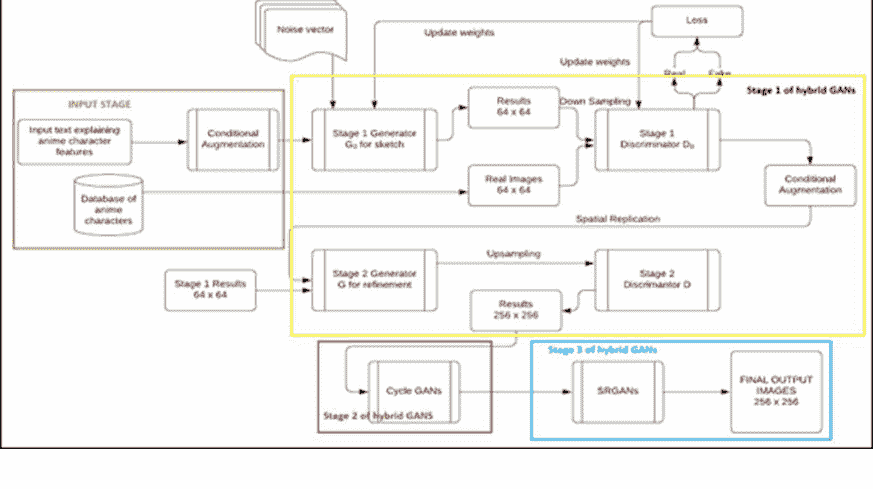 Noise vector
Update weights
Loss
Update weights
Real
Fake
Stage 1 of hybrid GANs
INPUT STAGE
Input text explaining
anime character
features
Conditional
Augmentation
Stage 1 Generator
G₀ for sketch
Results
64 x 64
Down Sampling
Stage 1
Discriminator D₀
Database of
anime
characters
Real Images
64 x 64
Conditional
Augmentation
Spatial Replication
Stage 1 Results
64 x 64
Stage 2 Generator
G for refinement
Upsampling
Stage 2
Discrimantor D
Results
256 x 256
Cycle GANs
Stage 2 of hybrid GANS
Stage 3 of hybrid GANs
SRGANs
FINAL OUTPUT
IMAGES
256 x 256